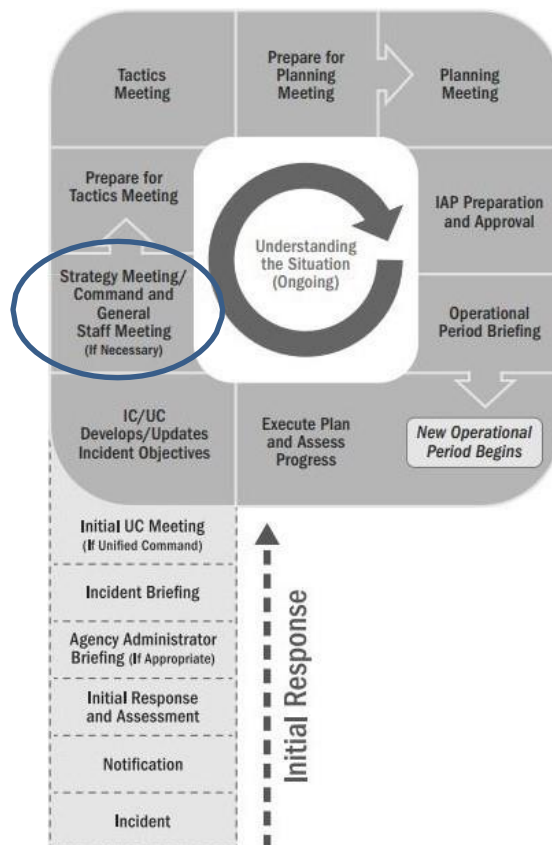 Tactics
Meeting
Prepare for
Planning
Meeting
Planning
Meeting
Prepare for
Tactics Meeting
IAP Preparation
and Approval
Understanding
the Situation
(Ongoing)
Strategy Meeting/
Command and
General
Staff Meeting
(If Necessary)
Operational
Period Briefing
IC/UC
Develops/Updates
Incident Objectives
Execute Plan
and Assess
Progress
New Operational
Period Begins
Initial UC Meeting
(If Unified Command)
Incident Briefing
Agency Administrator
Briefing (If Appropriate)
Initial Response
and Assessment
Notification
Incident
Initial Response